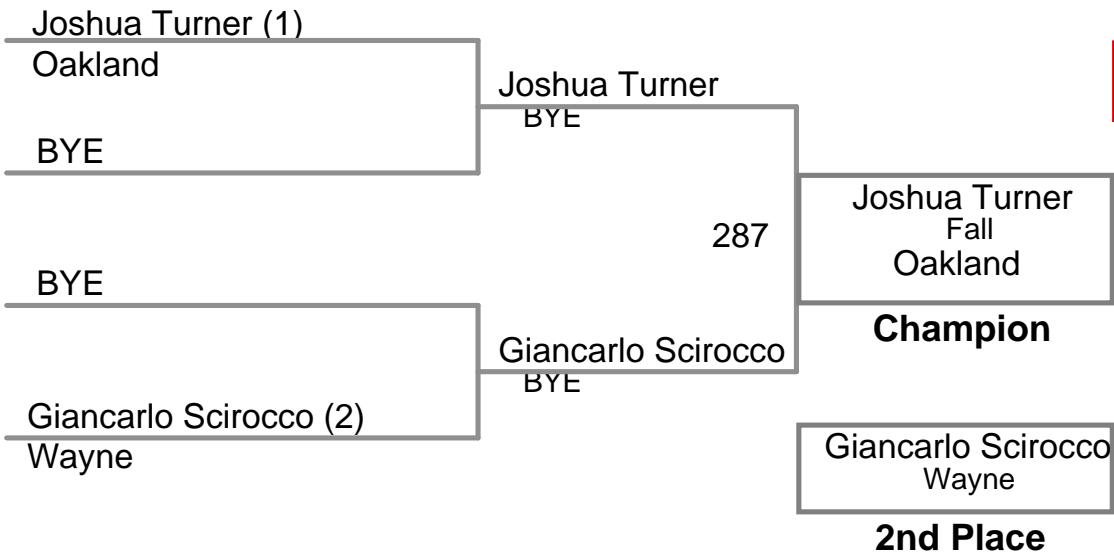 Joshua Turner (1)
Oakland
BYE
BYE
Giancarlo Scirocco (2)
Wayne
Joshua Turner
BYE
287
Giancarlo Scirocco
BYE
Joshua Turner
Fall
Oakland
Champion
Giancarlo Scirocco
Wayne
2nd Place